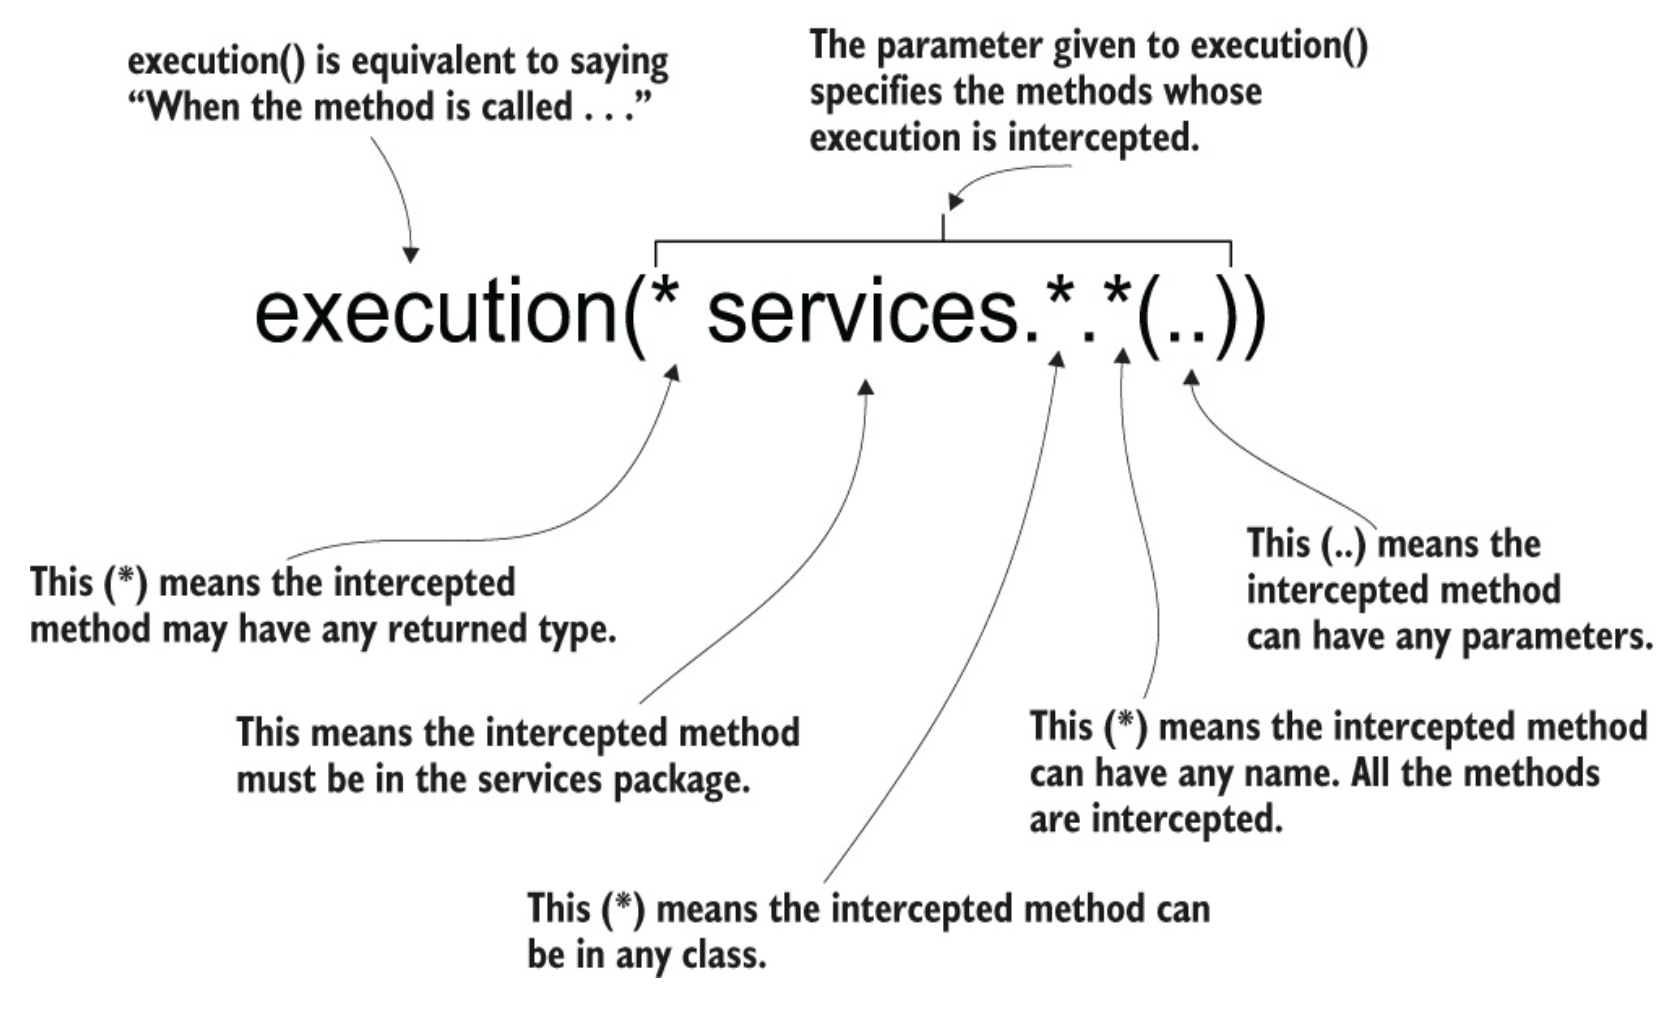 execution() is equivalent to saying
“When the method is called . . .”
The parameter given to execution()
specifies the methods whose
execution is intercepted.
execution(* services.*.*(..))
This (*) means the intercepted
method may have any returned type.
This means the intercepted method
must be in the services package.
This (*) means the intercepted method can
be in any class.
This (*) means the intercepted method
can have any name. All the methods
are intercepted.
This (..) means the
intercepted method
can have any parameters.